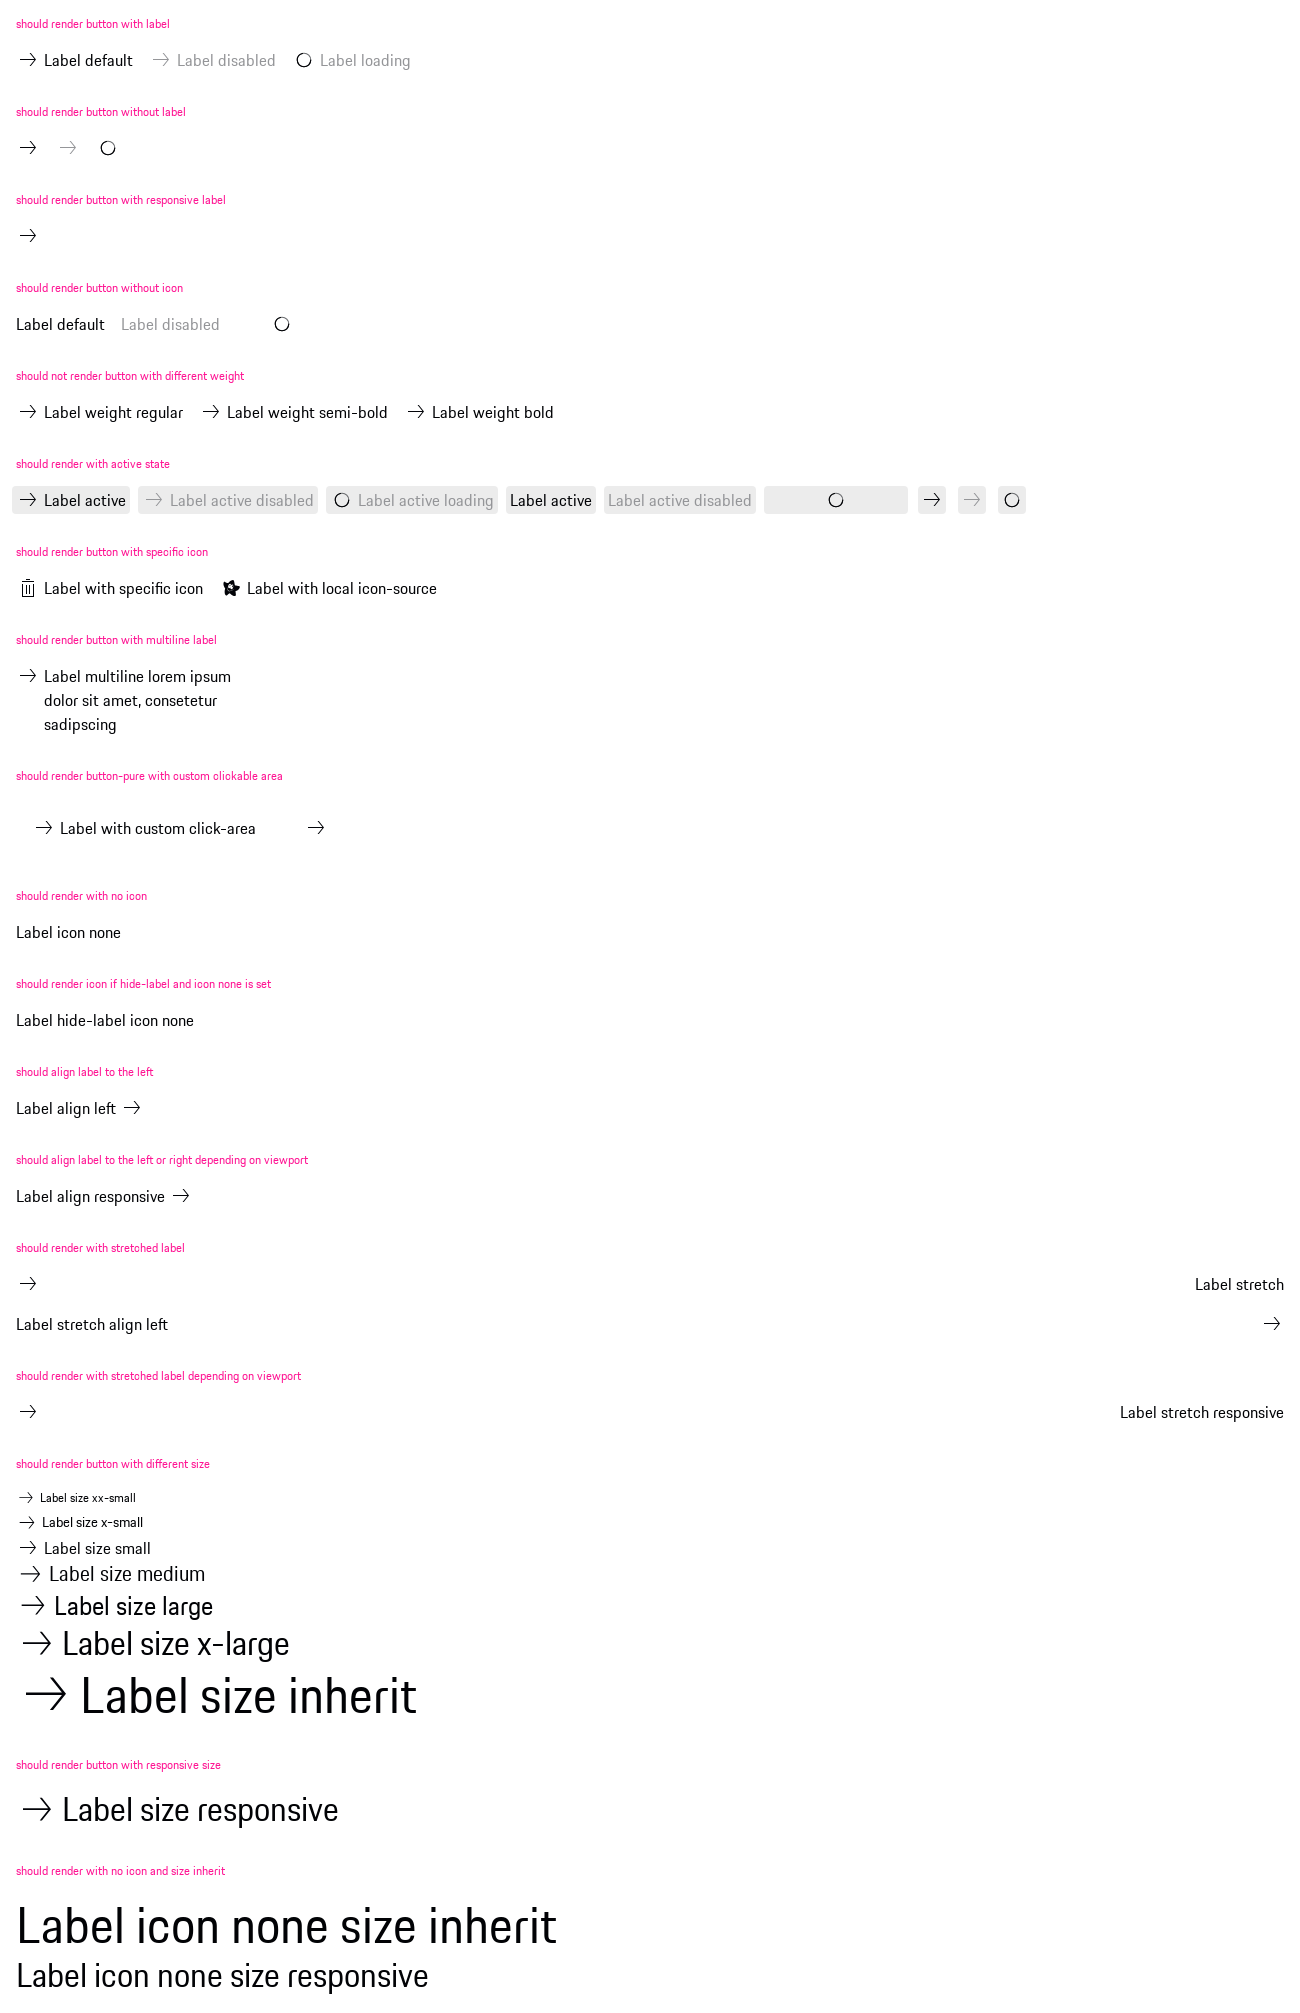 should render button with label
Label default Label disabled Label loading
should render button without label
should render button with responsive label
should render button without icon
Label default Label disabled
should not render button with different weight
Label weight regular Label weight semi-bold Label weight bold
should render with active state
Label active Label active disabled Label active loading Label active Label active disabled
should render button with specific icon
Label with specific icon Label with local icon-source
should render button with multiline label
Label multiline lorem ipsum
dolor sit amet, consetetur
sadipscing
should render button-pure with custom clickable area
Label with custom click-area
should render with no icon
Label icon none
should render icon if hide-label and icon none is set
Label hide-label icon none
should align label to the left
Label align left
should align label to the left or right depending on viewport
Label align responsive
should render with stretched label
Label stretch
Label stretch align left
should render with stretched label depending on viewport
Label stretch responsive
should render button with different size
Label size xx-small
Label size x-small
Label size small
Label size medium
Label size large
Label size x-large
Label size inherit
should render button with responsive size
Label size responsive
should render with no icon and size inherit
Label icon none size inherit
Label icon none size responsive